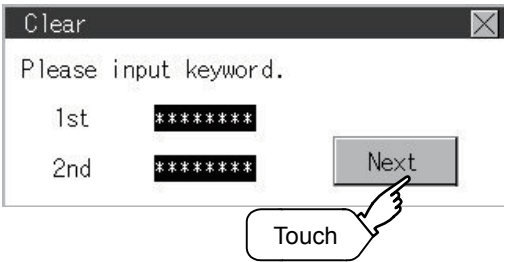 Clear
Please input keyword.
1st ********
2nd ********
Next
Touch